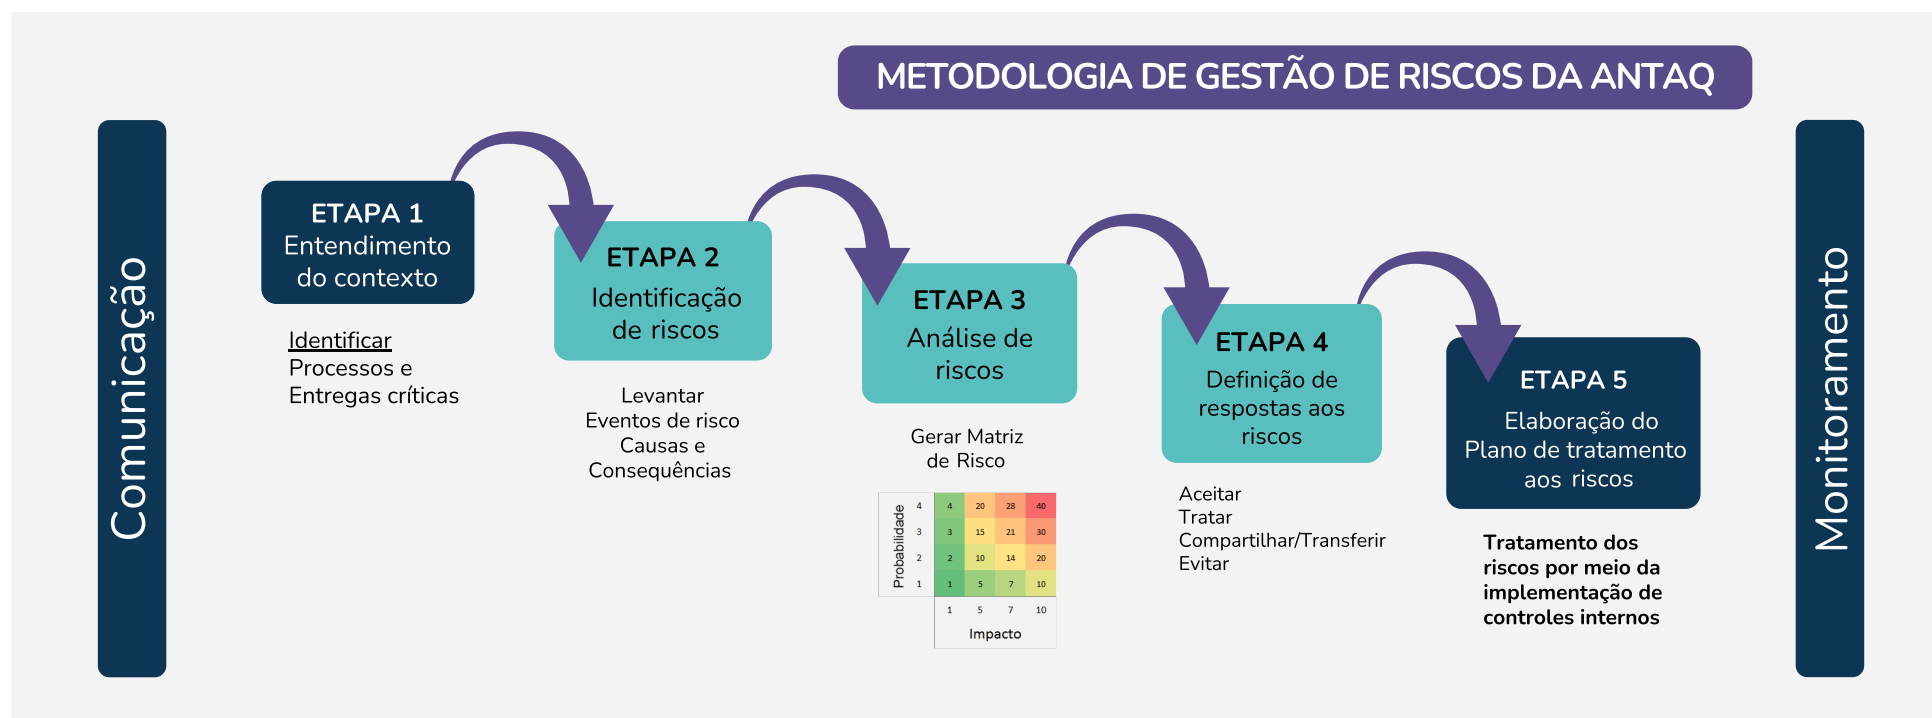 METODOLOGIA DE GESTÃO DE RISCOS DA ANTAQ
Comunicação
ETAPA 1
Entendimento
do contexto
Identificar
Processos e
Entregas críticas
ETAPA 2
Identificação
de riscos
Levantar
Eventos de risco
Causas e
Consequências
ETAPA 3
Análise de
riscos
Gerar Matriz
de Risco
Probabilidade
4 4 20 28 40
3 3 15 21 30
2 2 10 14 20
1 1 5 7 10
1 5 7 10
Impacto
ETAPA 4
Definição de
respostas aos
riscos
Aceitar
Tratar
Compartilhar/Transferir
Evitar
ETAPA 5
Elaboração do
Plano de tratamento
aos riscos
Tratamento dos
riscos por meio da
implementação de
controles internos
Monitoramento